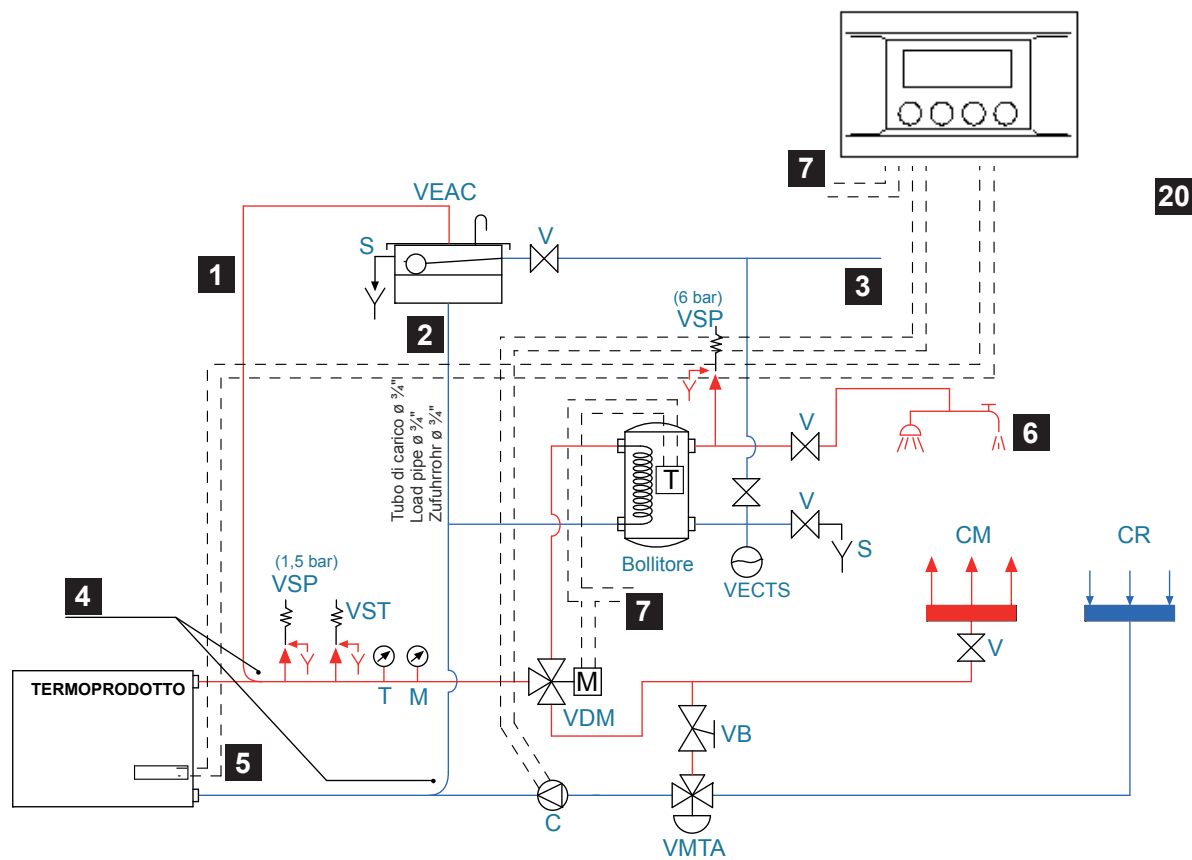 7
20
VEAC
S
V
1
3
2
(6 bar)
VSP
Tubo di carico ø ¾"
Load pipe ø ¾"
Zufuhrrohr ø ¾"
V
6
T
V
S
Bollitore
VECTS
CM
CR
(1,5 bar)
VSP
VST
4
7
V
TERMOPRODOTTO
T
M
M
VDM
VB
5
C
VMTA